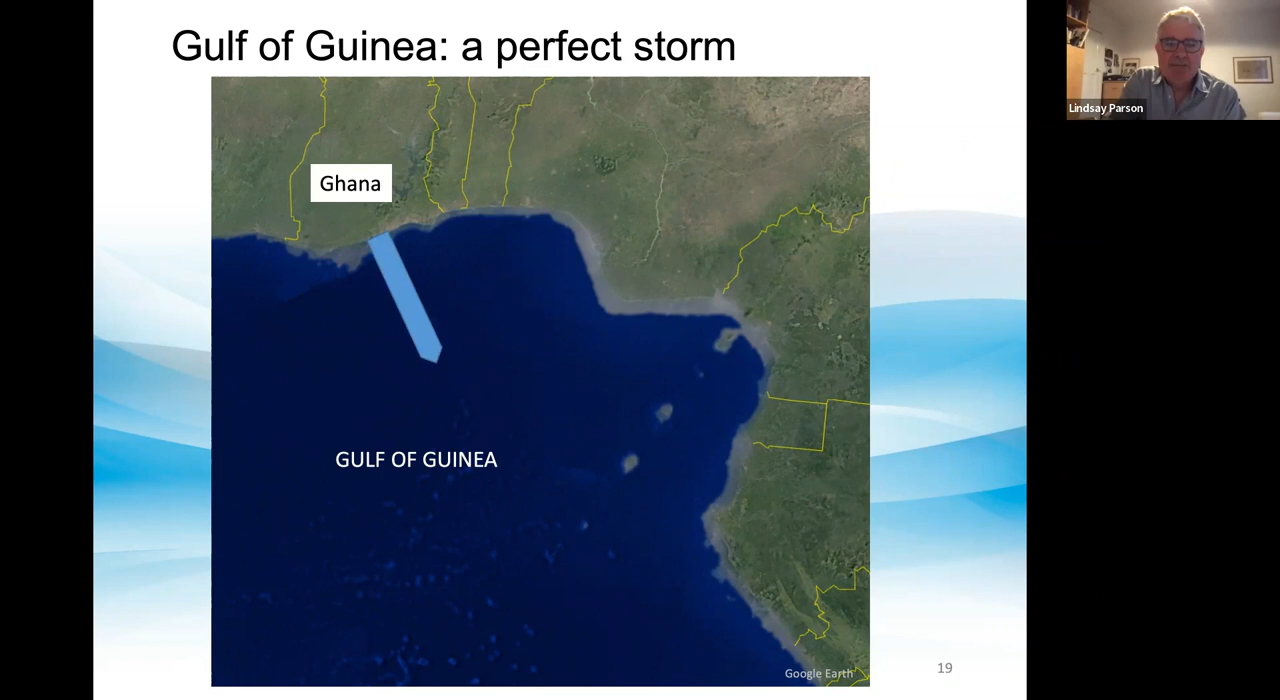 Gulf of Guinea: a perfect storm
Lindsay Parson
Ghana
GULF OF GUINEA
Google Earth
19